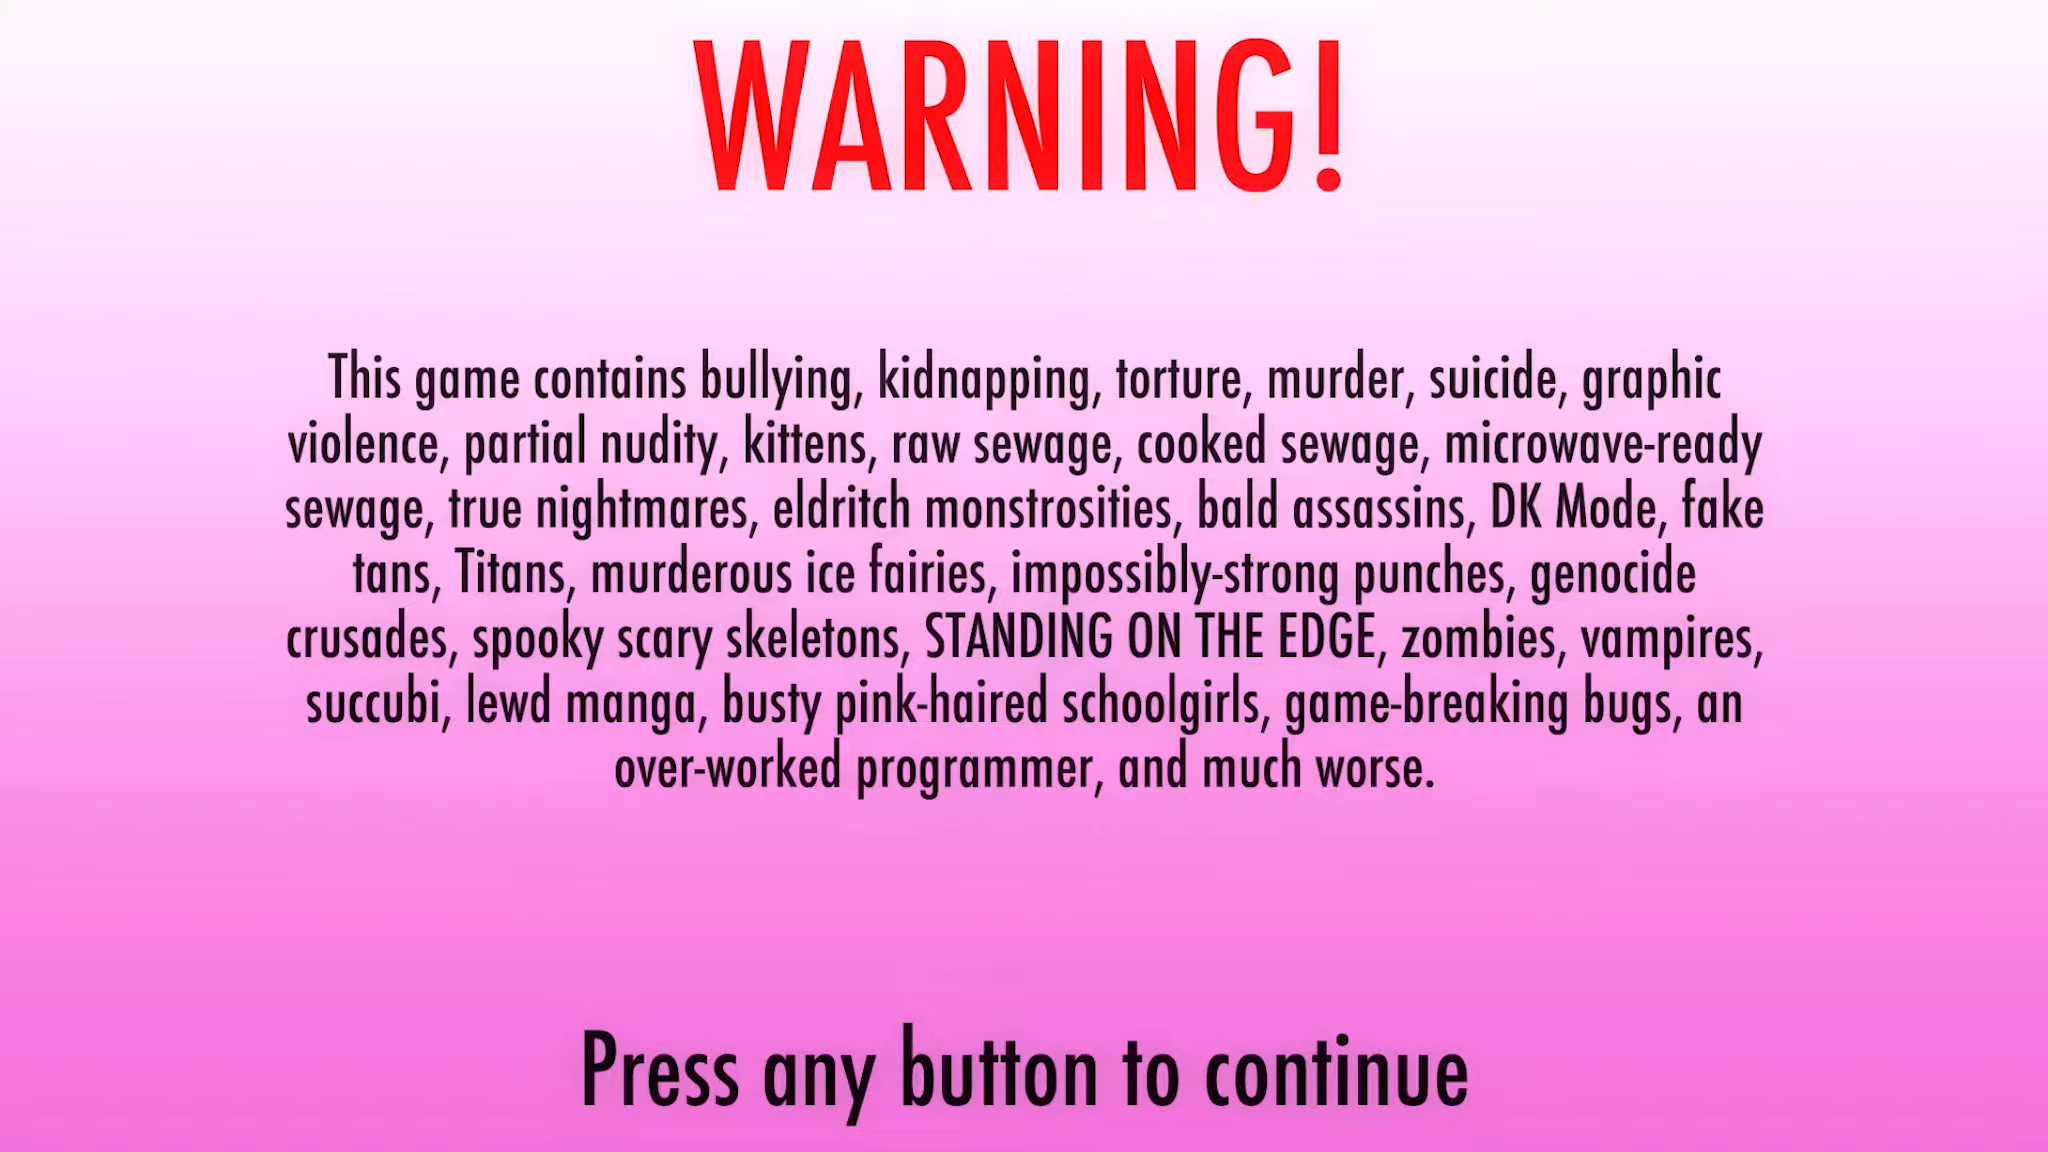 WARNING!
This game contains bullying, kidnapping, torture, murder, suicide, graphic
violence, partial nudity, kittens, raw sewage, cooked sewage, microwave-ready
sewage, true nightmares, eldritch monstrosities, bald assassins, DK Mode, fake
tans, Titans, murderous ice fairies, impossibly-strong punches, genocide
crusades, spooky scary skeletons, STANDING ON THE EDGE, zombies, vampires,
succubi, lewd manga, busty pink-haired schoolgirls, game-breaking bugs, an
over-worked programmer, and much worse.
Press any button to continue